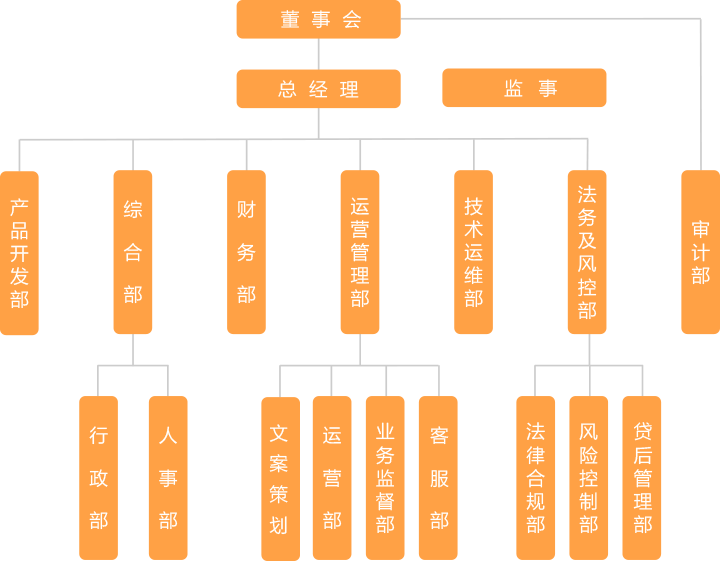 董事会
总经理
监事
产品开发部
综合部
财务部
运营管理部
技术运维部
法务及风控部
审计部
行政部
人事部
文案策划
运营部
业务监督部
客服部
法律合规部
风险控制部
贷后管理部